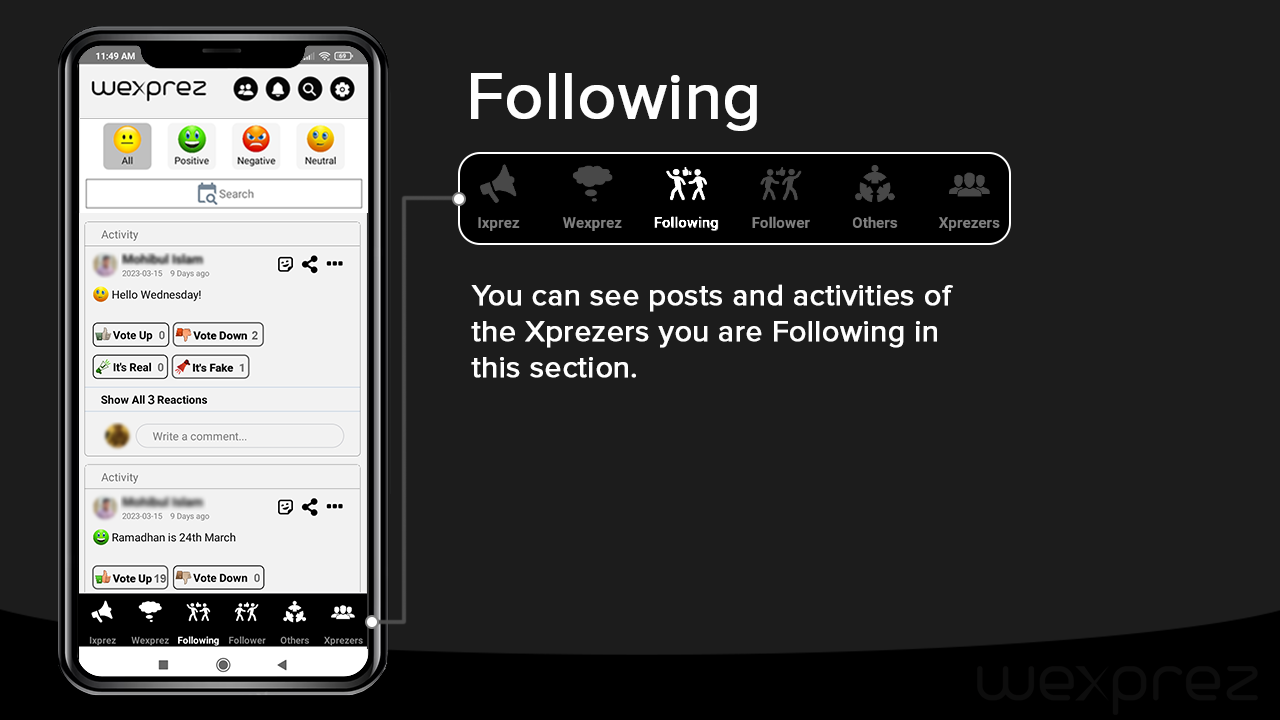 11:49 AM
69
wexprez
All
Positive
Negative
Neutral
Search
Activity
2023-03-15 9 Days ago
Hello Wednesday!
Vote Up 0
Vote Down 2
It's Real 0
It's Fake 1
Show All 3 Reactions
Write a comment...
Activity
2023-03-15 9 Days ago
Ramadhan is 24th March
Vote Up 19
Vote Down 0
Ixprez
Wexprez
Following
Follower
Others
Xprezers
Following
Ixprez
Wexprez
Following
Follower
Others
Xprezers
You can see posts and activities of
the Xprezers you are Following in
this section.
wexprez